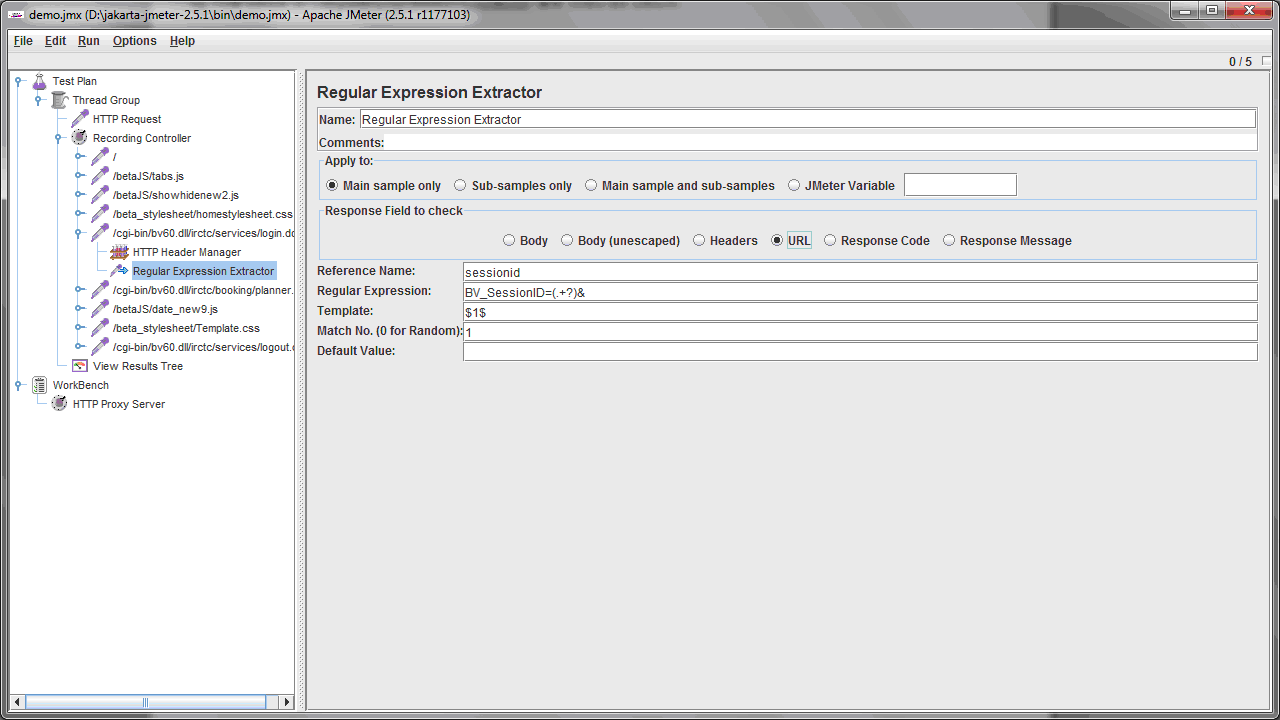 demo.jmx (D:\jakarta-jmeter-2.5.1\bin\demo.jmx) - Apache JMeter (2.5.1 r1177103)
File Edit Run Options Help
0 / 5
Test Plan
Thread Group
HTTP Request
Recording Controller
/
/betaJS/tabs.js
/betaJS/showhidenew2.js
/beta_stylesheet/homestylesheet.css
/cgi-bin/bv60.dll/irctc/services/login.do
HTTP Header Manager
Regular Expression Extractor
/cgi-bin/bv60.dll/irctc/booking/planner.
/betaJS/date_new9.js
/beta_stylesheet/Template.css
/cgi-bin/bv60.dll/irctc/services/logout.
View Results Tree
WorkBench
HTTP Proxy Server
Regular Expression Extractor
Name: Regular Expression Extractor
Comments:
Apply to:
Main sample only Sub-samples only Main sample and sub-samples JMeter Variable
Response Field to check
Body Body (unescaped) Headers URL Response Code Response Message
Reference Name: sessionid
Regular Expression: BV_SessionID=(.+?)&
Template: $1$
Match No. (0 for Random): 1
Default Value: